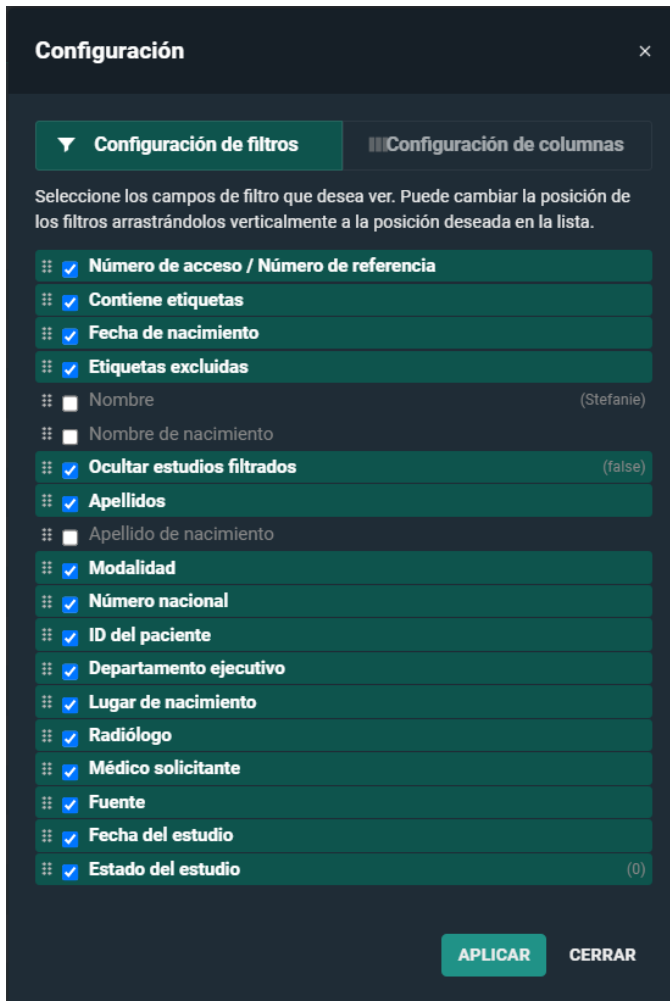 Configuración ×
Configuración de filtros Configuración de columnas
Seleccione los campos de filtro que desea ver. Puede cambiar la posición de
los filtros arrastrándolos verticalmente a la posición deseada en la lista.
Número de acceso / Número de referencia
Contiene etiquetas
Fecha de nacimiento
Etiquetas excluidas
Nombre (Stefanie)
Nombre de nacimiento
Ocultar estudios filtrados (false)
Apellidos
Apellido de nacimiento
Modalidad
Número nacional
ID del paciente
Departamento ejecutivo
Lugar de nacimiento
Radiólogo
Médico solicitante
Fuente
Fecha del estudio
Estado del estudio (0)
APLICAR CERRAR